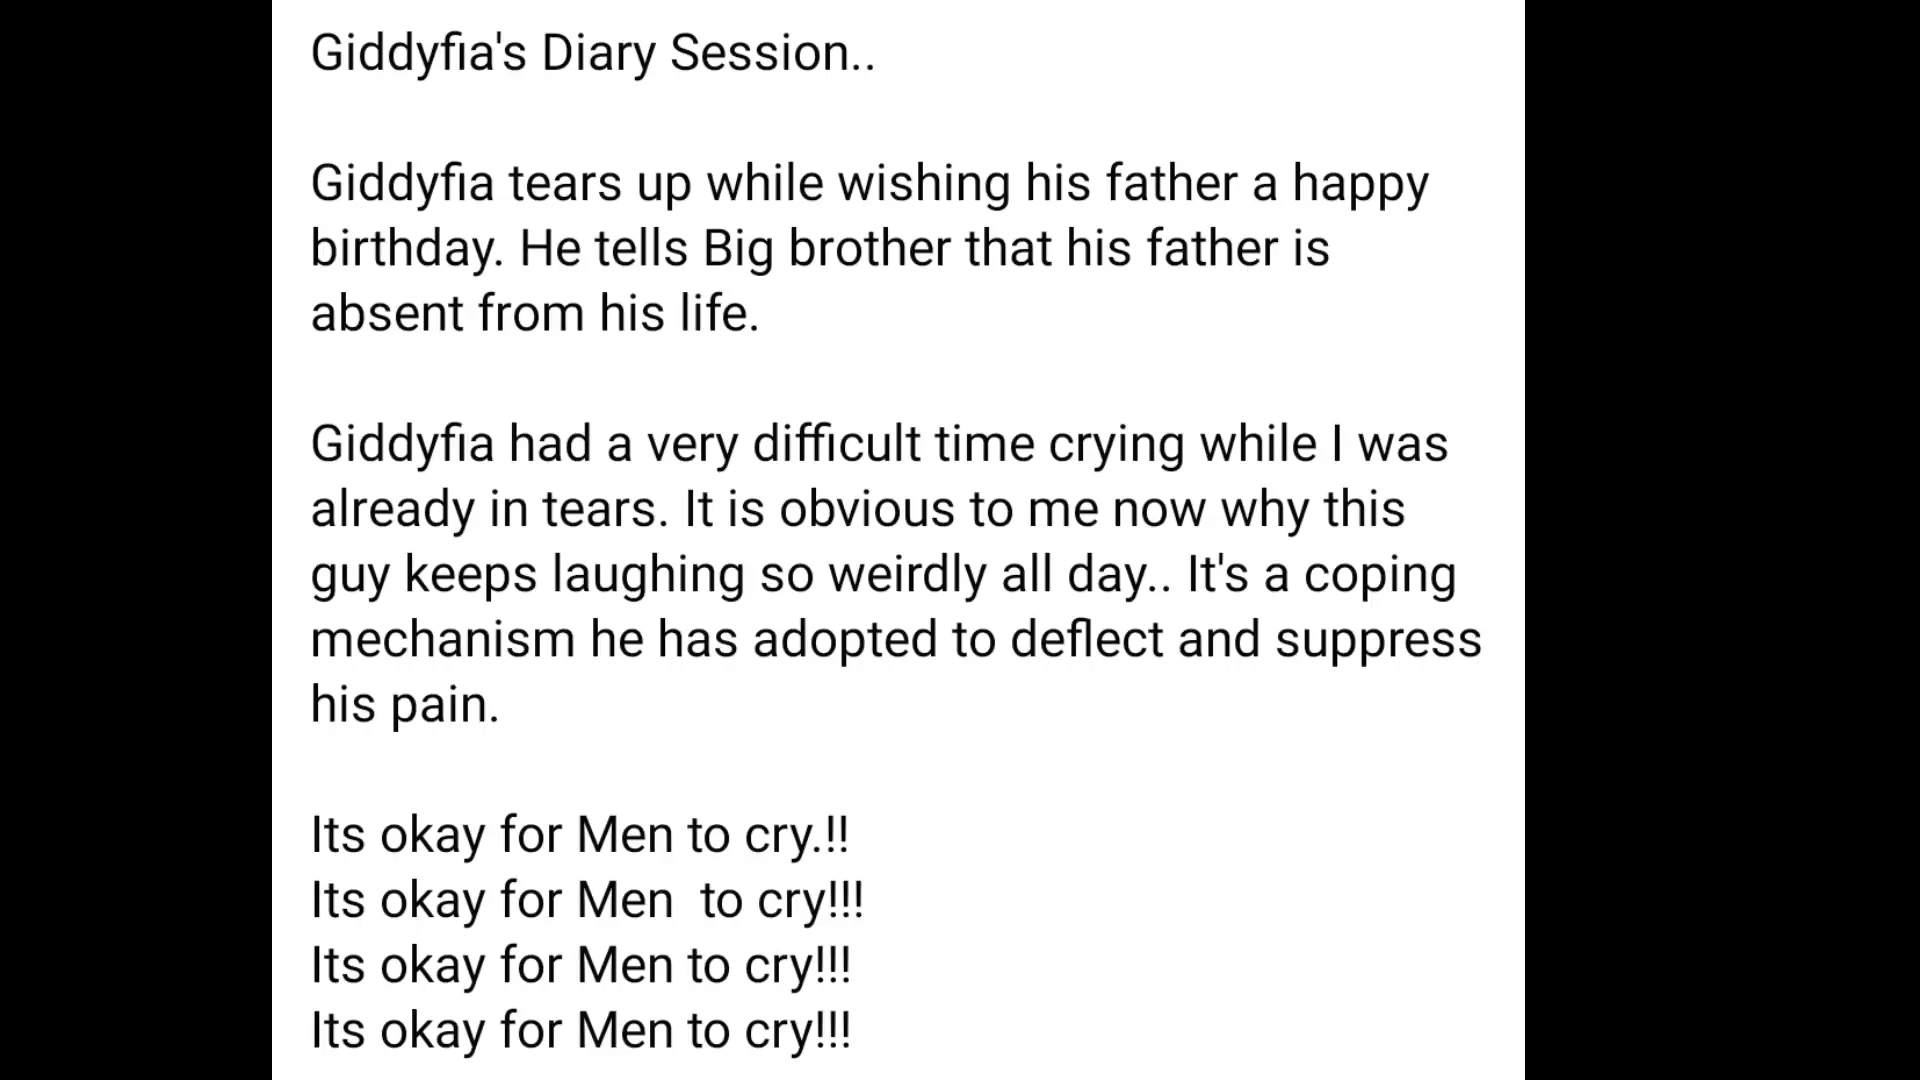 Giddyfia's Diary Session..
Giddyfia tears up while wishing his father a happy
birthday. He tells Big brother that his father is
absent from his life.
Giddyfia had a very difficult time crying while I was
already in tears. It is obvious to me now why this
guy keeps laughing so weirdly all day.. It's a coping
mechanism he has adopted to deflect and suppress
his pain.
Its okay for Men to cry.!!
Its okay for Men  to cry!!!
Its okay for Men to cry!!!
Its okay for Men to cry!!!